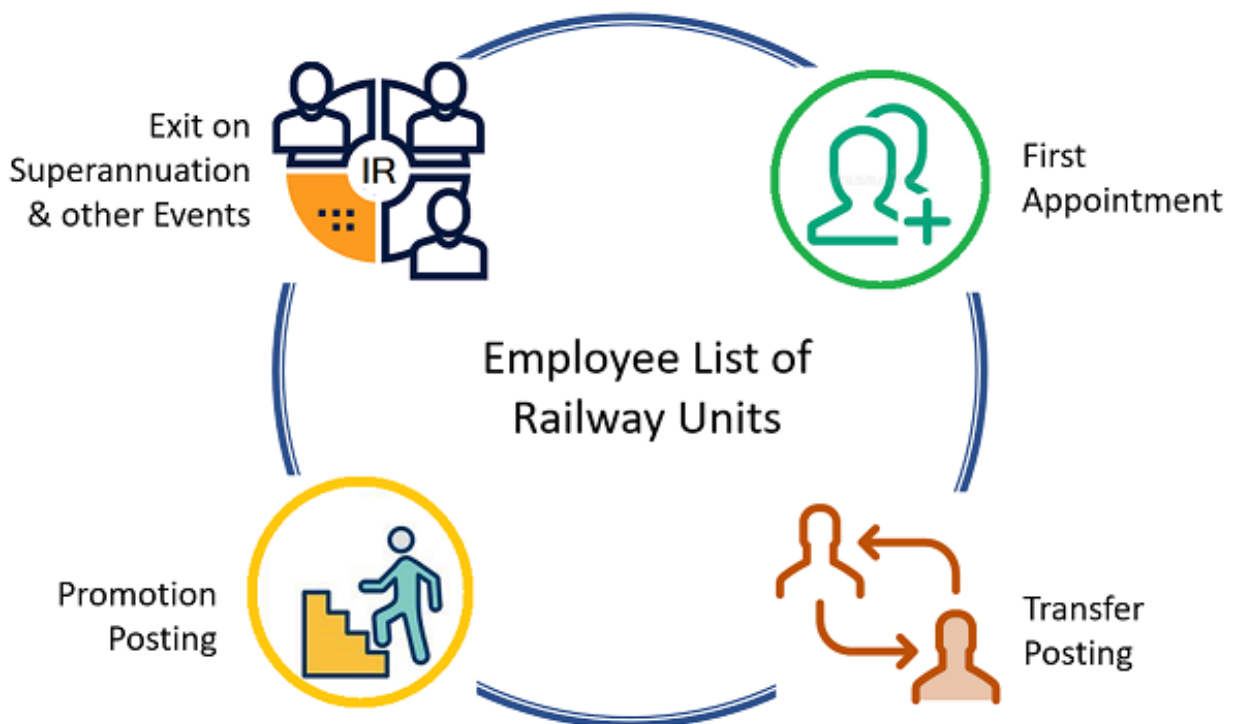 Exit on
Superannuation
& other Events
IR
First
Appointment
Employee List of
Railway Units
Promotion
Posting
Transfer
Posting